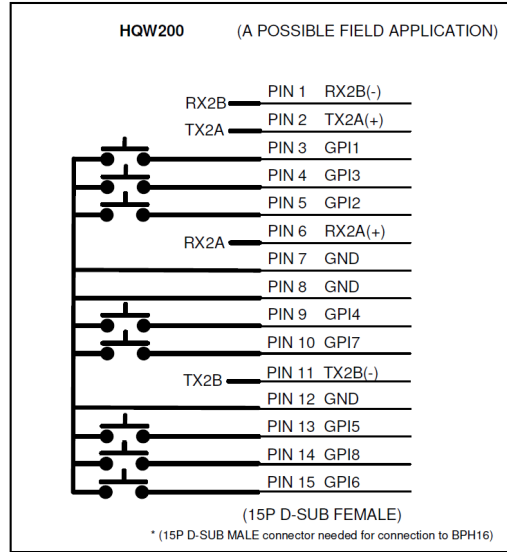 HQW200 (A POSSIBLE FIELD APPLICATION)
RX2B PIN 1 RX2B(-)
TX2A PIN 2 TX2A(+)
PIN 3 GPI1
PIN 4 GPI3
PIN 5 GPI2
RX2A PIN 6 RX2A(+)
PIN 7 GND
PIN 8 GND
PIN 9 GPI4
PIN 10 GPI7
TX2B PIN 11 TX2B(-)
PIN 12 GND
PIN 13 GPI5
PIN 14 GPI8
PIN 15 GPI6
(15P D-SUB FEMALE)
* (15P D-SUB MALE connector needed for connection to BPH16)